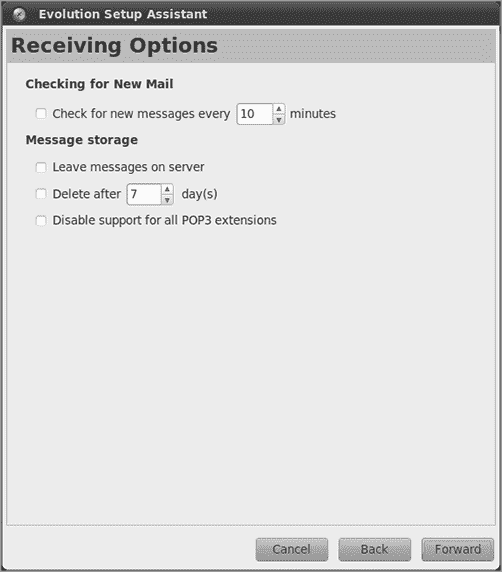 Evolution Setup Assistant
Receiving Options
Checking for New Mail
Check for new messages every 10 minutes
Message storage
Leave messages on server
Delete after 7 day(s)
Disable support for all POP3 extensions
Cancel Back Forward